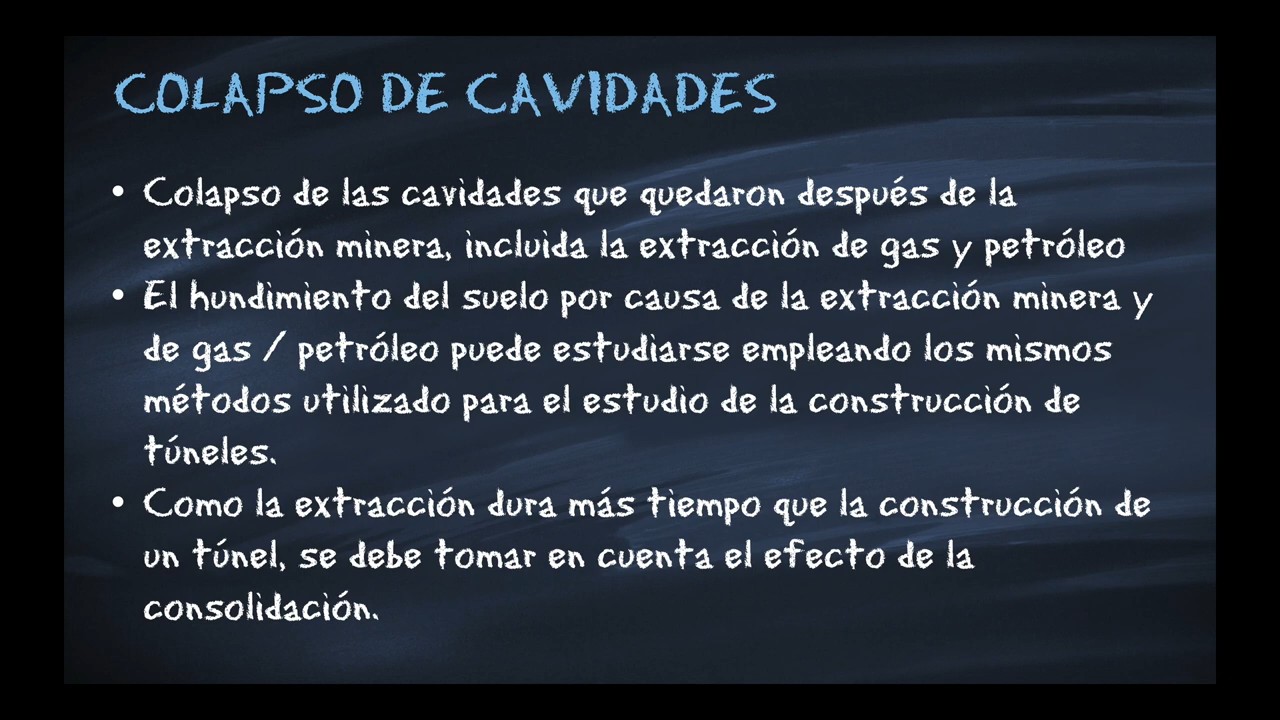 COLAPSO DE CAVIDADES
• Colapso de las cavidades que quedaron después de la
extracción minera, incluida la extracción de gas y petróleo
• El hundimiento del suelo por causa de la extracción minera y
de gas / petróleo puede estudiarse empleando los mismos
métodos utilizado para el estudio de la construcción de
túneles.
• Como la extracción dura más tiempo que la construcción de
un túnel, se debe tomar en cuenta el efecto de la
consolidación.